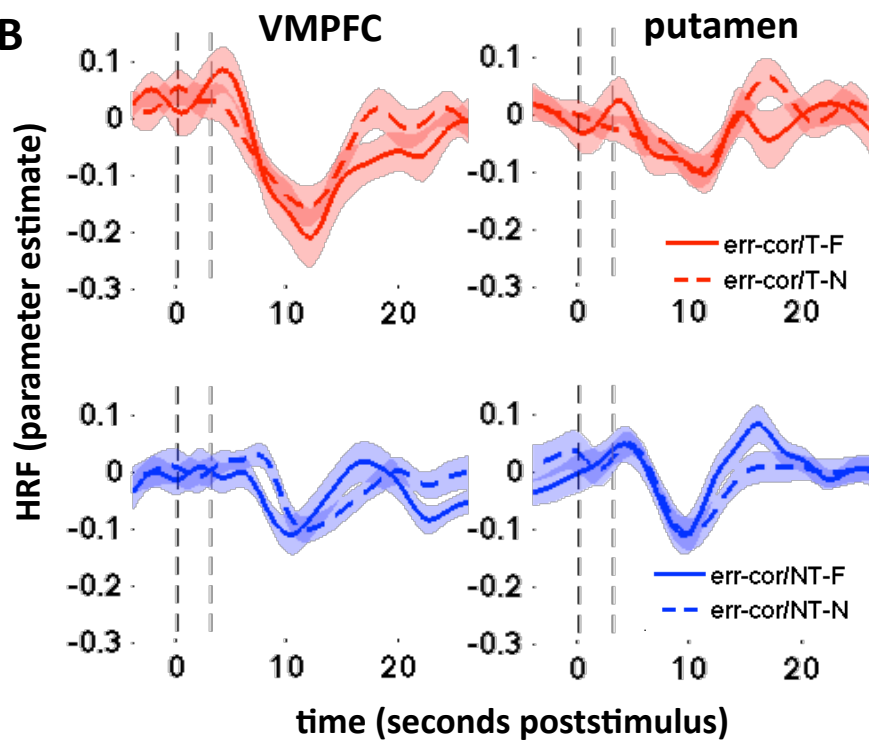 B
VMPFC
putamen
HRF (parameter estimate)
0.1
0
-0.1
-0.2
-0.3
0 10 20
0.1
0
-0.1
-0.2
-0.3
0 10 20
err-cor/T-F
err-cor/T-N
0.1
0
-0.1
-0.2
-0.3
0 10 20
0.1
0
-0.1
-0.2
-0.3
0 10 20
err-cor/NT-F
err-cor/NT-N
time (seconds poststimulus)